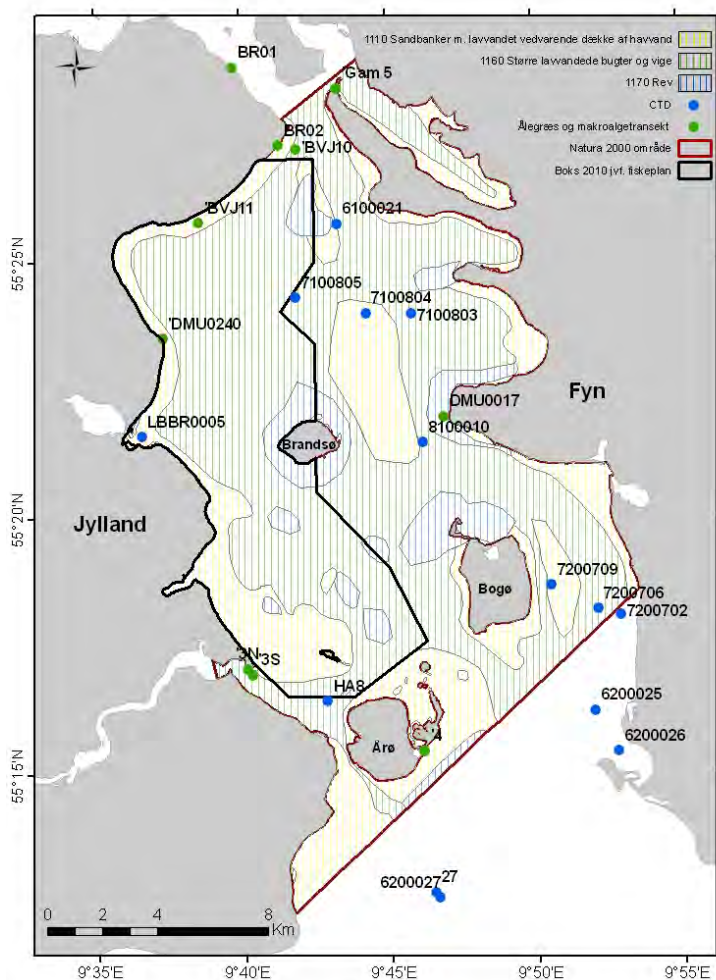 1110 Sandbanker m. lavvandet vedvarende dække af havvand
1160 Større lavvandede bugter og vige
1170 Rev
CTD
Ålegræs og makroalgetransekt
Natura 2000 område
Boks 2010 jvf. fiskeplan
BR01
Gam 5
BR02
'BVJ10
'BVJ11
6100021
55°25'N
7100805
7100804
7100803
'DMU0240
DMU0017
Fyn
LBBR0005
Brandsø
8100010
55°20'N
Jylland
Bogø
7200709
7200706
7200702
'3N
'3S
HA8
6200025
'4
Årø
6200026
55°15'N
6200027
27
0 2 4 8
Km
9°35'E 9°40'E 9°45'E 9°50'E 9°55'E